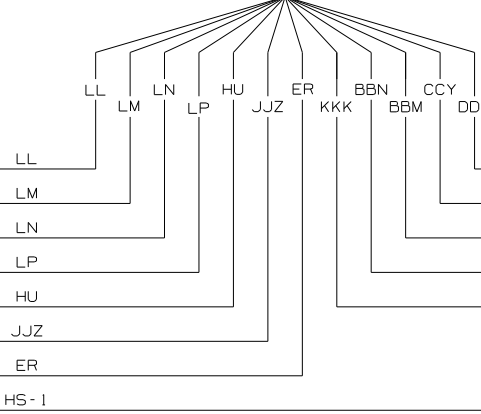 LL LN HU ER BBN CCY
LM LP JJZ KKK BBM DD
LL
LM
LN
LP
HU
JJZ
ER
HS-1